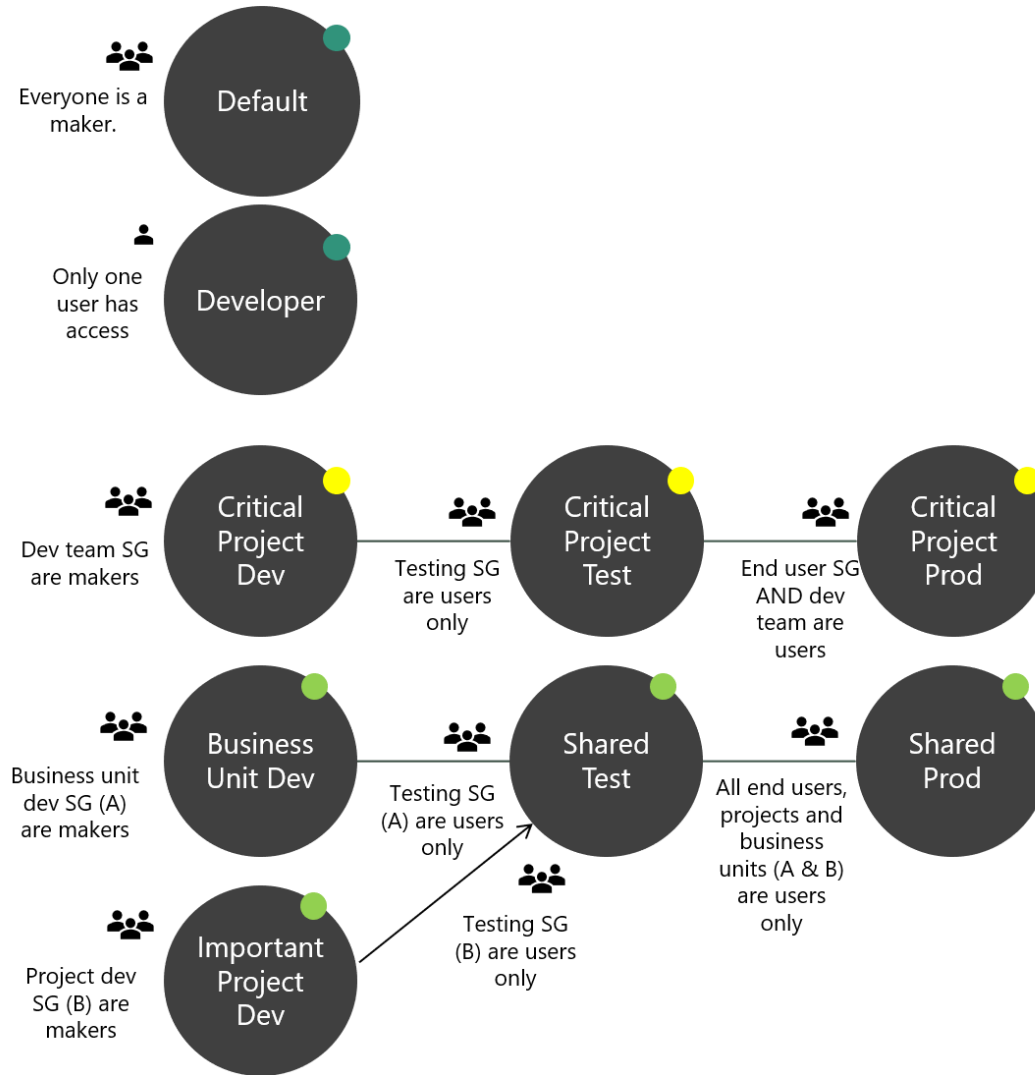 Everyone is a
maker.
Default
Only one
user has
access
Developer
Dev team SG
are makers
Critical
Project
Dev
Testing SG
are users
only
Critical
Project
Test
End user SG
AND dev
team are
users
Critical
Project
Prod
Business unit
dev SG (A)
are makers
Business
Unit Dev
Testing SG
(A) are users
only
Shared
Test
All end users,
projects and
business
units (A & B)
are users
only
Shared
Prod
Project dev
SG (B) are
makers
Important
Project
Dev
Testing SG
(B) are users
only